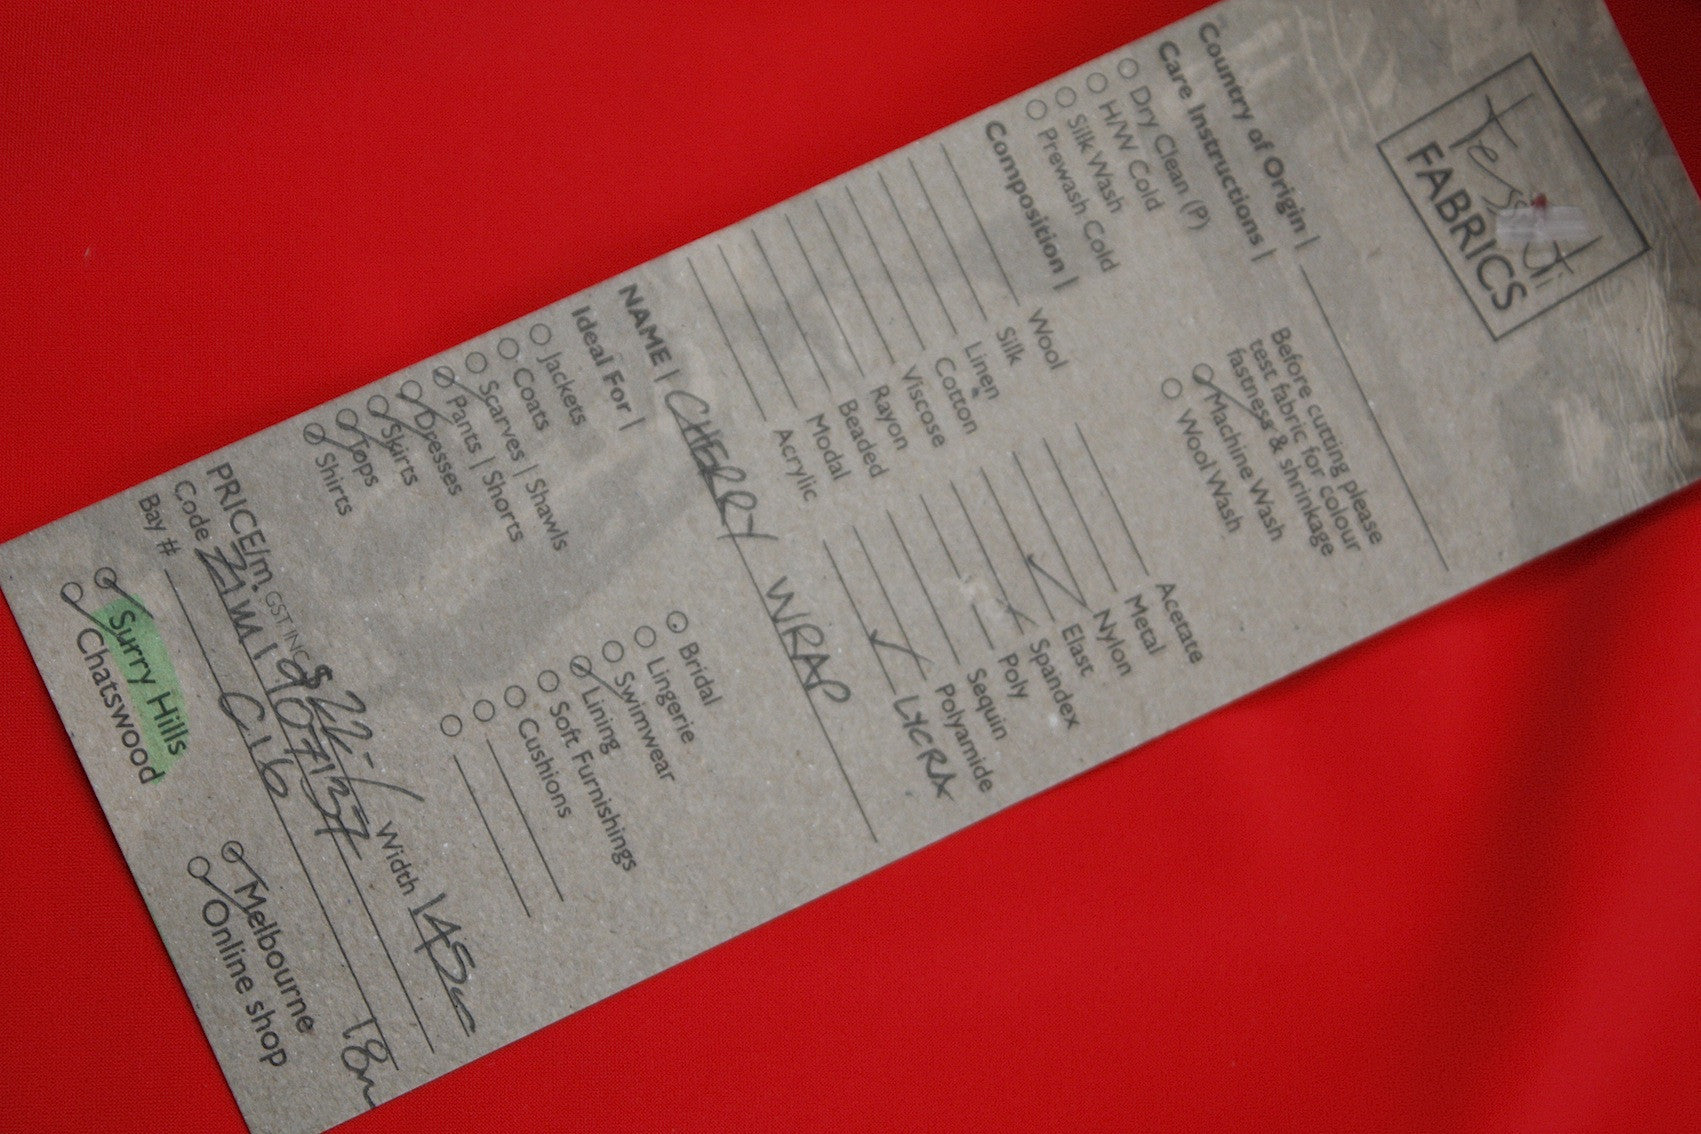 Tessuti
FABRICS
Country of Origin |
Care Instructions |
Dry Clean (P)
H/W Cold
Silk Wash
Prewash Cold
Before cutting please
test fabric for colour
fastness & shrinkage
Machine Wash
Wool Wash
Composition |
Wool
Silk
Linen
Cotton
Viscose
Rayon
Beaded
Modal
Acrylic
Acetate
Metal
Nylon
Elast
Spandex
Poly
Sequin
Polyamide
LYCRA
NAME | CHERRY WRAP
Ideal For |
Jackets
Coats
Scarves | Shawls
Pants | Shorts
Dresses
Skirts
Tops
Shirts
Bridal
Lingerie
Swimwear
Lining
Soft Furnishings
Cushions
PRICE/m GST INC $22-/ Width 145c
Code
Bay # C16 1.8m
Surry Hills
Chatswood
Melbourne
Online shop